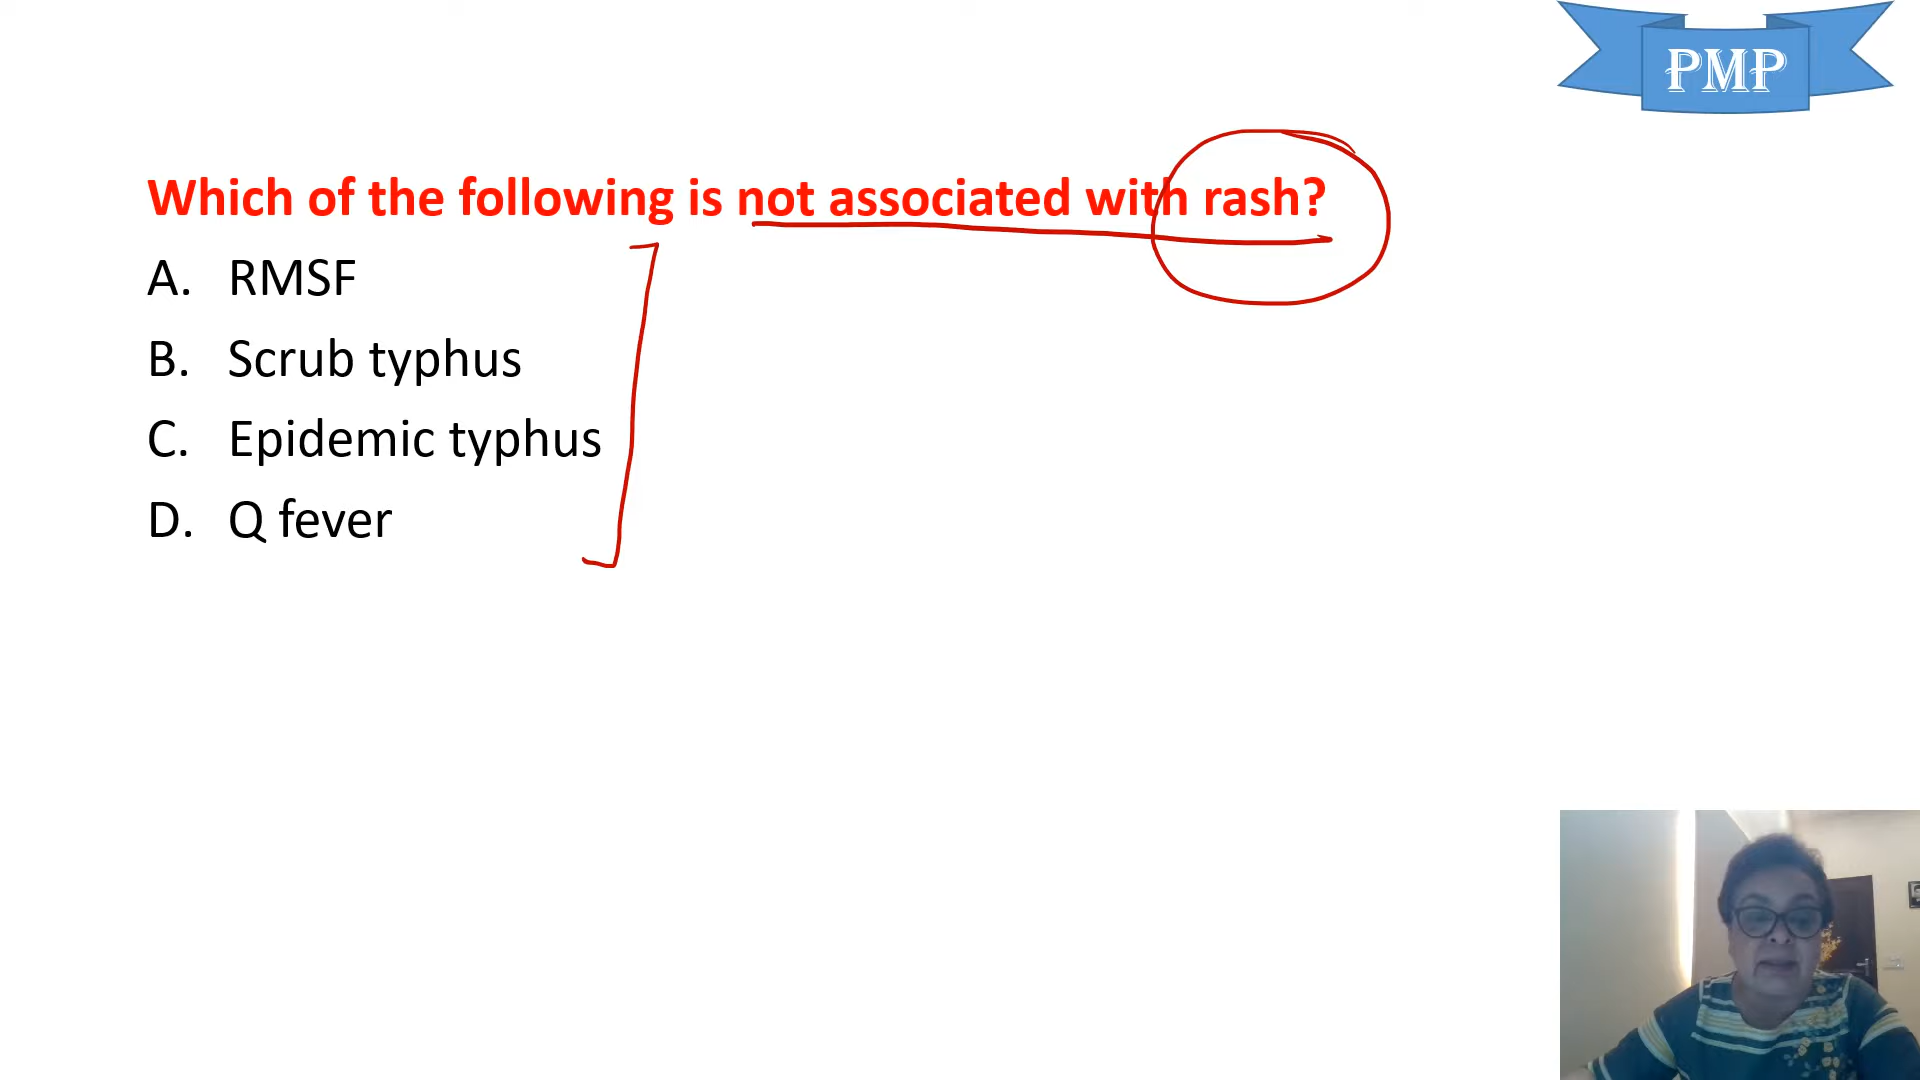 PMP
Which of the following is not associated with rash?
A. RMSF
B. Scrub typhus
C. Epidemic typhus
D. Q fever